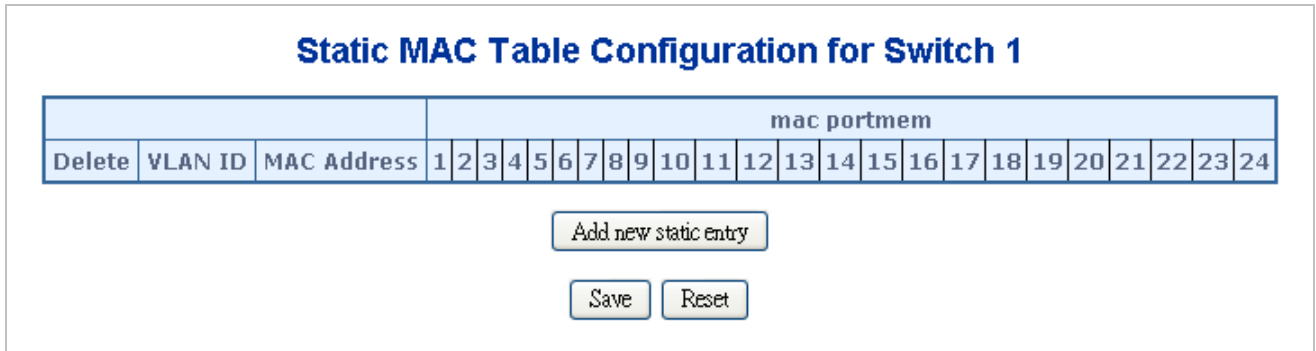 Static MAC Table Configuration for Switch 1
mac portmem
Delete VLAN ID MAC Address 1 2 3 4 5 6 7 8 9 10 11 12 13 14 15 16 17 18 19 20 21 22 23 24
Add new static entry
Save Reset